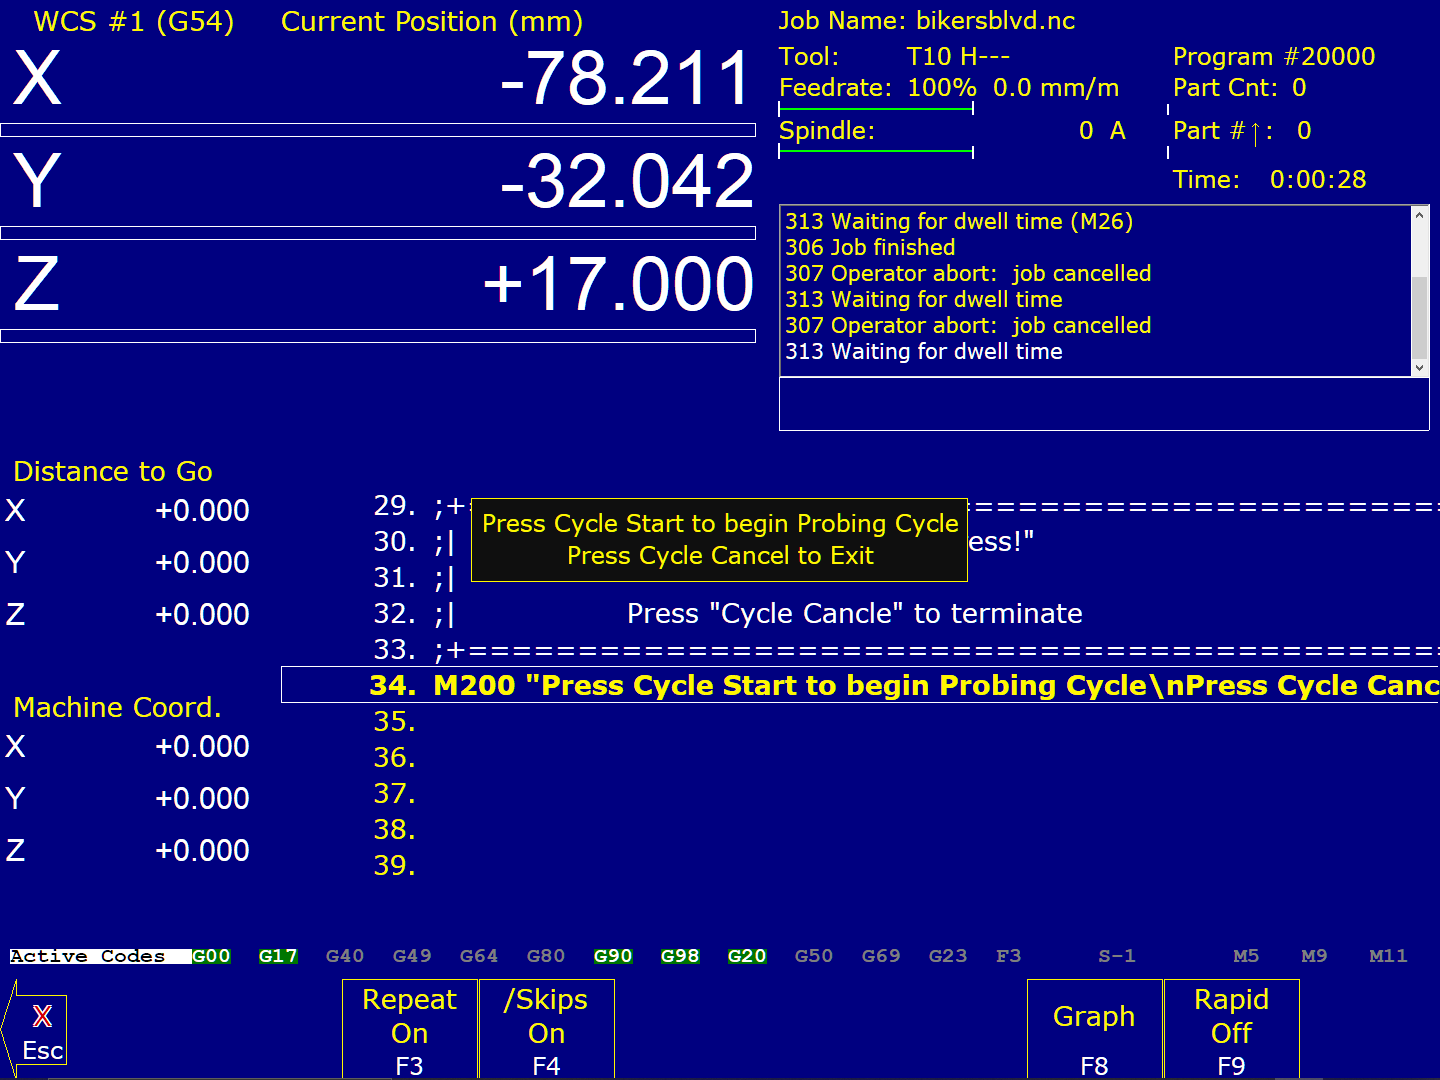 WCS #1 (G54) Current Position (mm)
X -78.211
Y -32.042
Z +17.000
Job Name: bikersblvd.nc
Tool: T10 H--- Program #20000
Feedrate: 100% 0.0 mm/m Part Cnt: 0
Spindle: 0 A Part #↑: 0
Time: 0:00:28
313 Waiting for dwell time (M26)
306 Job finished
307 Operator abort: job cancelled
313 Waiting for dwell time
307 Operator abort: job cancelled
313 Waiting for dwell time
Distance to Go
X +0.000
Y +0.000
Z +0.000
Machine Coord.
X +0.000
Y +0.000
Z +0.000
Press Cycle Start to begin Probing Cycle
Press Cycle Cancel to Exit
29. ;+=======================================
30. ;| ess!"
31. ;|
32. ;| Press "Cycle Cancle" to terminate
33. ;+=============================================
34. M200 "Press Cycle Start to begin Probing Cycle\nPress Cycle Canc
35.
36.
37.
38.
39.
Active Codes G00 G17 G40 G49 G64 G80 G90 G98 G20 G50 G69 G23 F3 S-1 M5 M9 M11
X Esc
Repeat On F3
/Skips On F4
Graph F8
Rapid Off F9